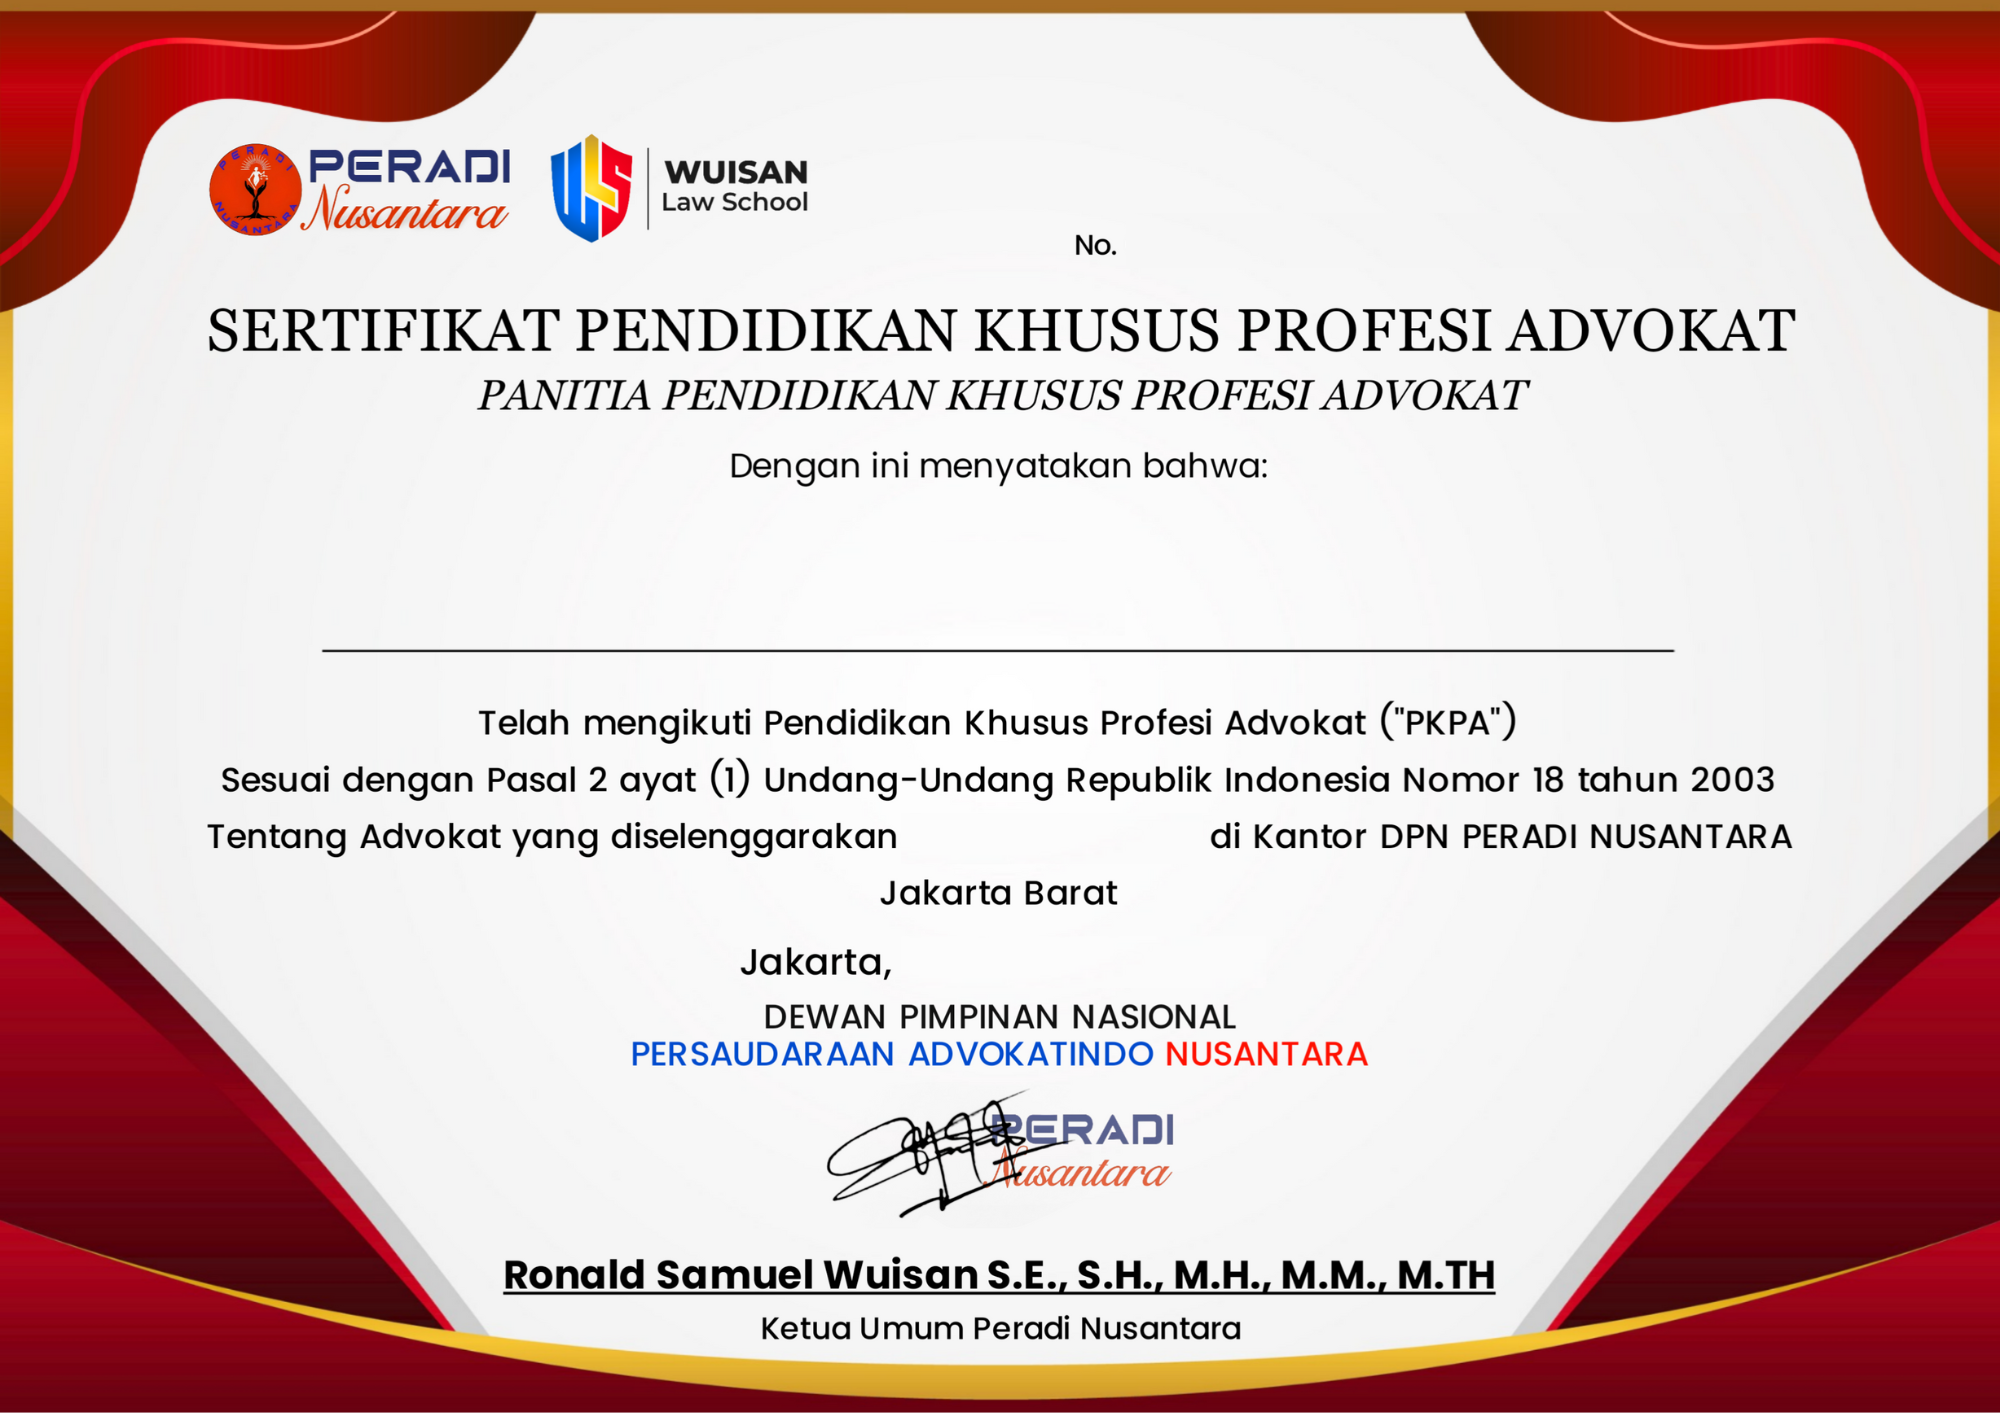 PERADI
Nusantara
PERADI
NUSANTARA
WLS
WUISAN
Law School
No.
SERTIFIKAT PENDIDIKAN KHUSUS PROFESI ADVOKAT
PANITIA PENDIDIKAN KHUSUS PROFESI ADVOKAT
Dengan ini menyatakan bahwa:
Telah mengikuti Pendidikan Khusus Profesi Advokat ("PKPA")
Sesuai dengan Pasal 2 ayat (1) Undang-Undang Republik Indonesia Nomor 18 tahun 2003
Tentang Advokat yang diselenggarakan di Kantor DPN PERADI NUSANTARA
Jakarta Barat
Jakarta,
DEWAN PIMPINAN NASIONAL
PERSAUDARAAN ADVOKATINDO NUSANTARA
PERADI
Nusantara
Ronald Samuel Wuisan S.E., S.H., M.H., M.M., M.TH
Ketua Umum Peradi Nusantara